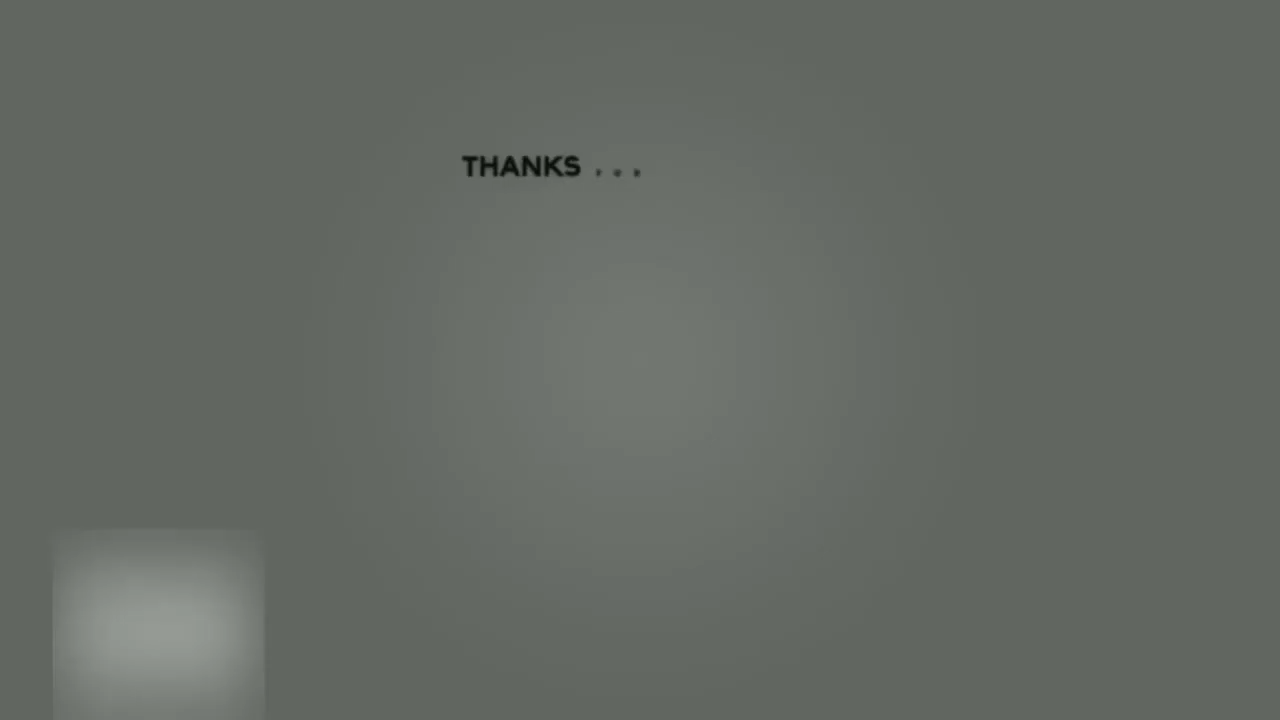 THANKS . . .